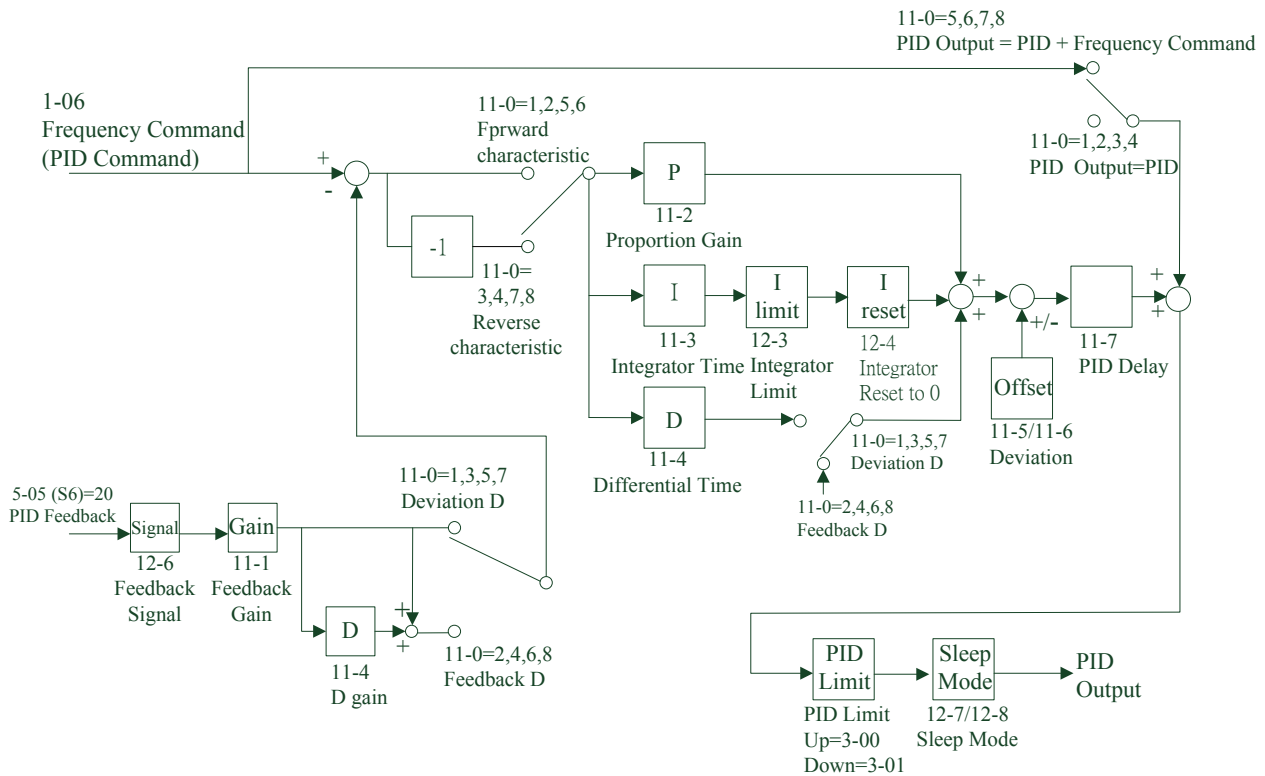 11-0=5,6,7,8
PID Output = PID + Frequency Command
1-06
Frequency Command
(PID Command)
11-0=1,2,5,6
Fprward
characteristic
11-0=1,2,3,4
PID Output=PID
+
-
P
11-2
Proportion Gain
-1
11-0=
3,4,7,8
Reverse
characteristic
I
11-3
Integrator Time
I
limit
12-3
Integrator
Limit
I
reset
12-4
Integrator
Reset to 0
+
+
+/-
Offset
11-5/11-6
Deviation
11-7
PID Delay
+
+
D
11-4
Differential Time
11-0=1,3,5,7
Deviation D
11-0=2,4,6,8
Feedback D
5-05 (S6)=20
PID Feedback
Signal
12-6
Feedback
Signal
Gain
11-1
Feedback
Gain
11-0=1,3,5,7
Deviation D
D
11-4
D gain
+
+
11-0=2,4,6,8
Feedback D
PID
Limit
PID Limit
Up=3-00
Down=3-01
Sleep
Mode
12-7/12-8
Sleep Mode
PID
Output